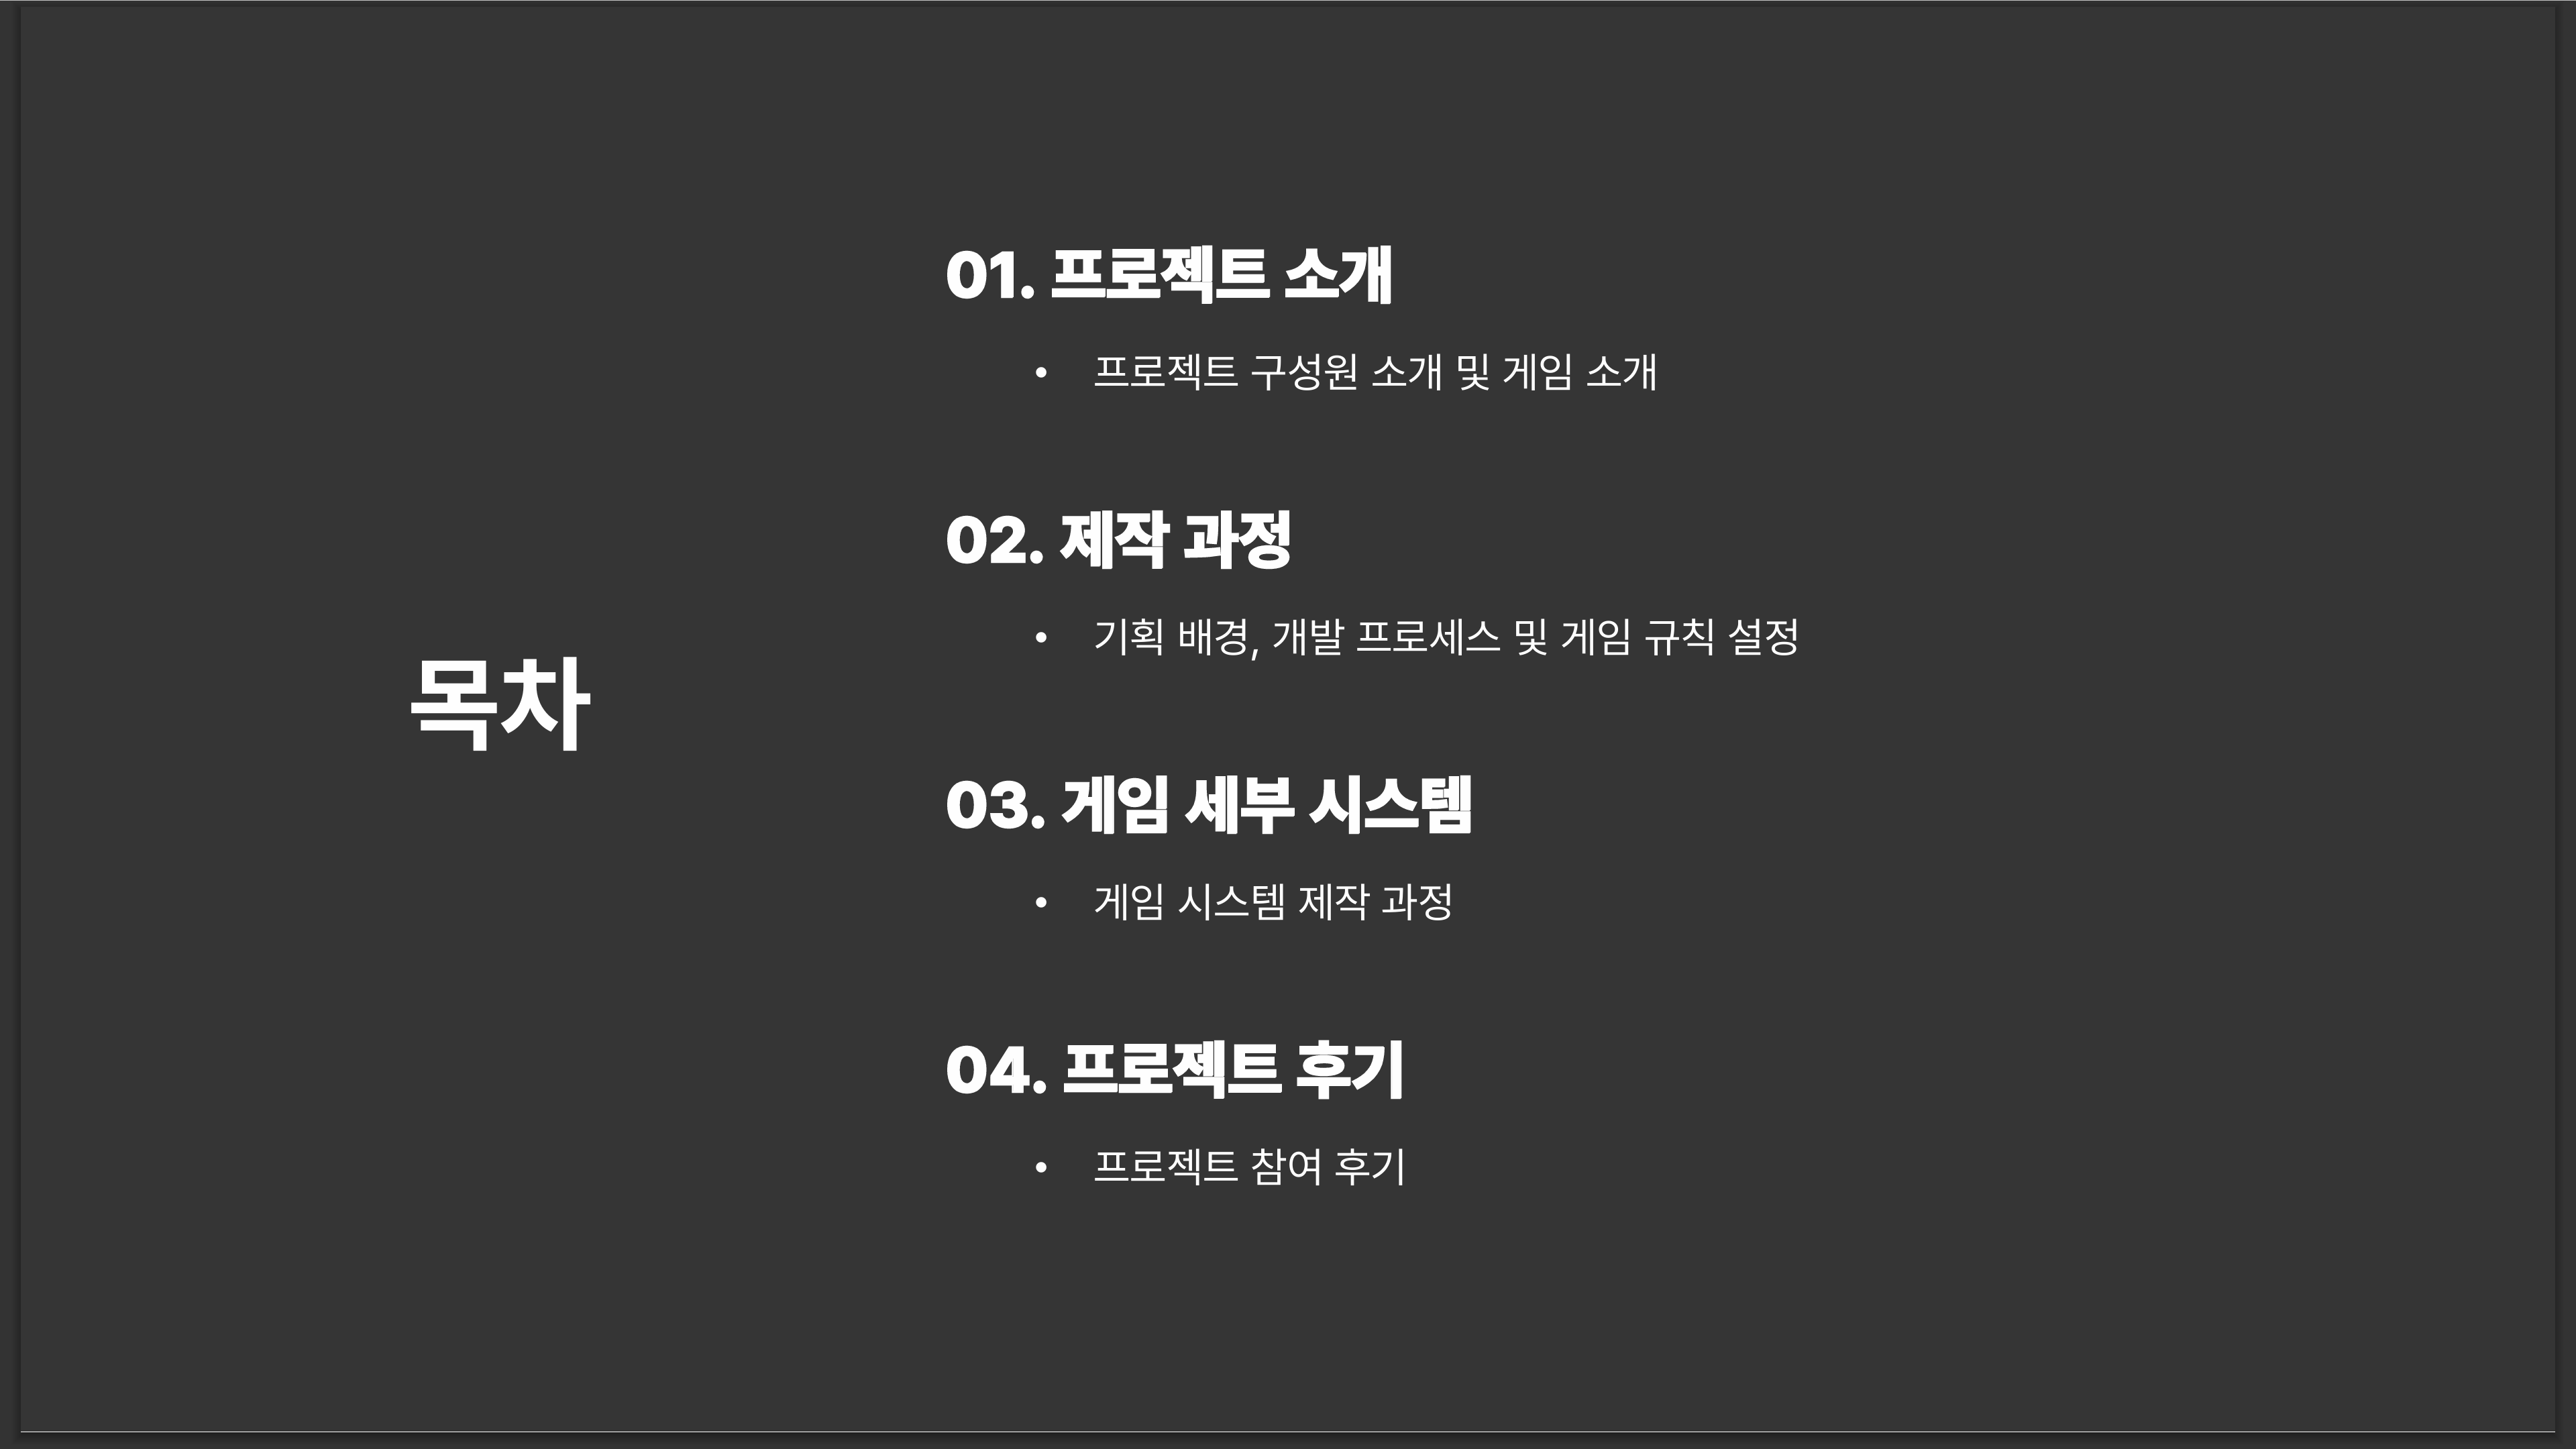 목차
01. 프로젝트 소개
• 프로젝트 구성원 소개 및 게임 소개
02. 제작 과정
• 기획 배경, 개발 프로세스 및 게임 규칙 설정
03. 게임 세부 시스템
• 게임 시스템 제작 과정
04. 프로젝트 후기
• 프로젝트 참여 후기